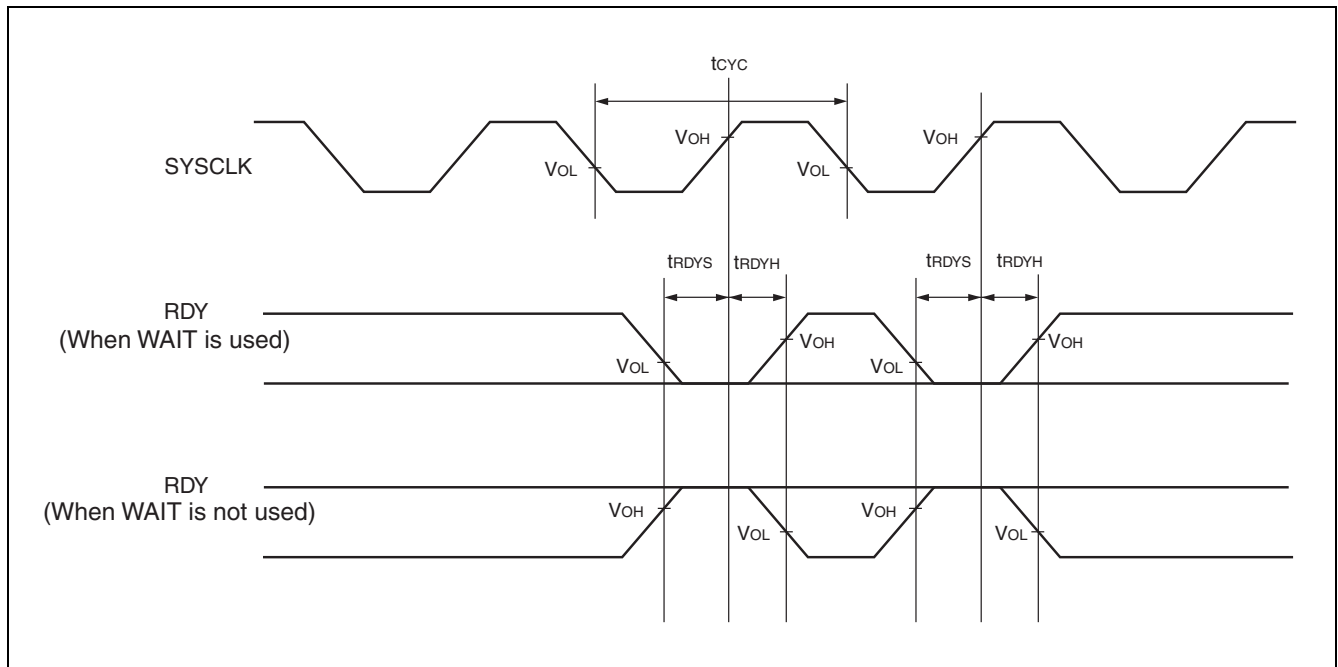 tCYC
SYSCLK
VOL
VOH
VOL
VOH
tRDYS
tRDYH
tRDYS
tRDYH
RDY
(When WAIT is used)
VOL
VOH
VOL
VOH
RDY
(When WAIT is not used)
VOH
VOL
VOH
VOL